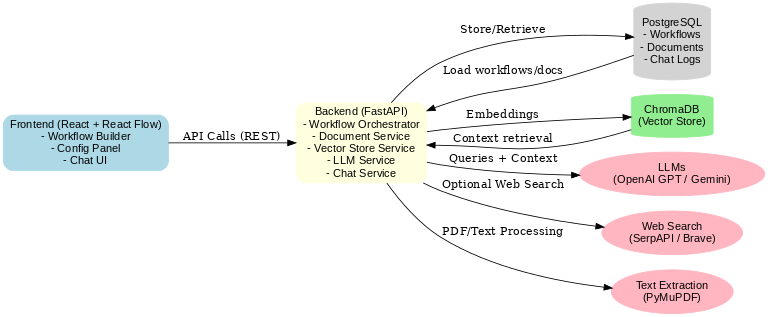 Frontend (React + React Flow)
- Workflow Builder
- Config Panel
- Chat UI
API Calls (REST)
Backend (FastAPI)
- Workflow Orchestrator
- Document Service
- Vector Store Service
- LLM Service
- Chat Service
Store/Retrieve
Load workflows/docs
Embeddings
Context retrieval
Queries + Context
Optional Web Search
PDF/Text Processing
PostgreSQL
- Workflows
- Documents
- Chat Logs
ChromaDB
(Vector Store)
LLMs
(OpenAI GPT / Gemini)
Web Search
(SerpAPI / Brave)
Text Extraction
(PyMuPDF)